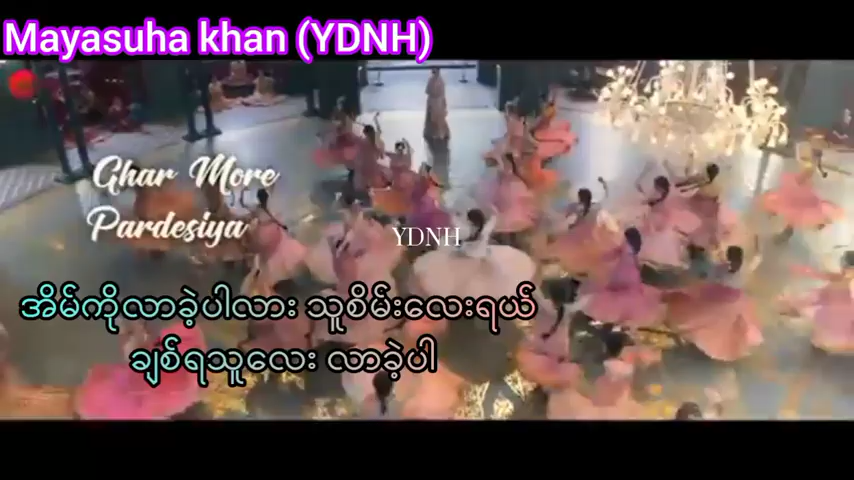 Mayasuha khan (YDNH)
Ghar More
Pardesiya
YDNH
အိမ်ကိုလာခဲ့ပါလား သူစိမ်းလေးရယ်
ချစ်ရသူလေး လာခဲ့ပါ